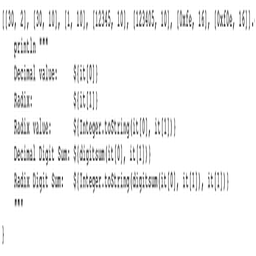 [[30, 2], [30, 10], [1, 10], [12345, 10], [123405, 10], [0xfe, 16], [0xf0e, 16]].
println """
Decimal value: ${it[0]}
Radix: ${it[1]}
Radix value: ${Integer.toString(it[0], it[1])}
Decimal Digit Sum: ${digitsum(it[0], it[1])}
Radix Digit Sum: ${Integer.toString(digitsum(it[0], it[1]), it[1])}
"""
}